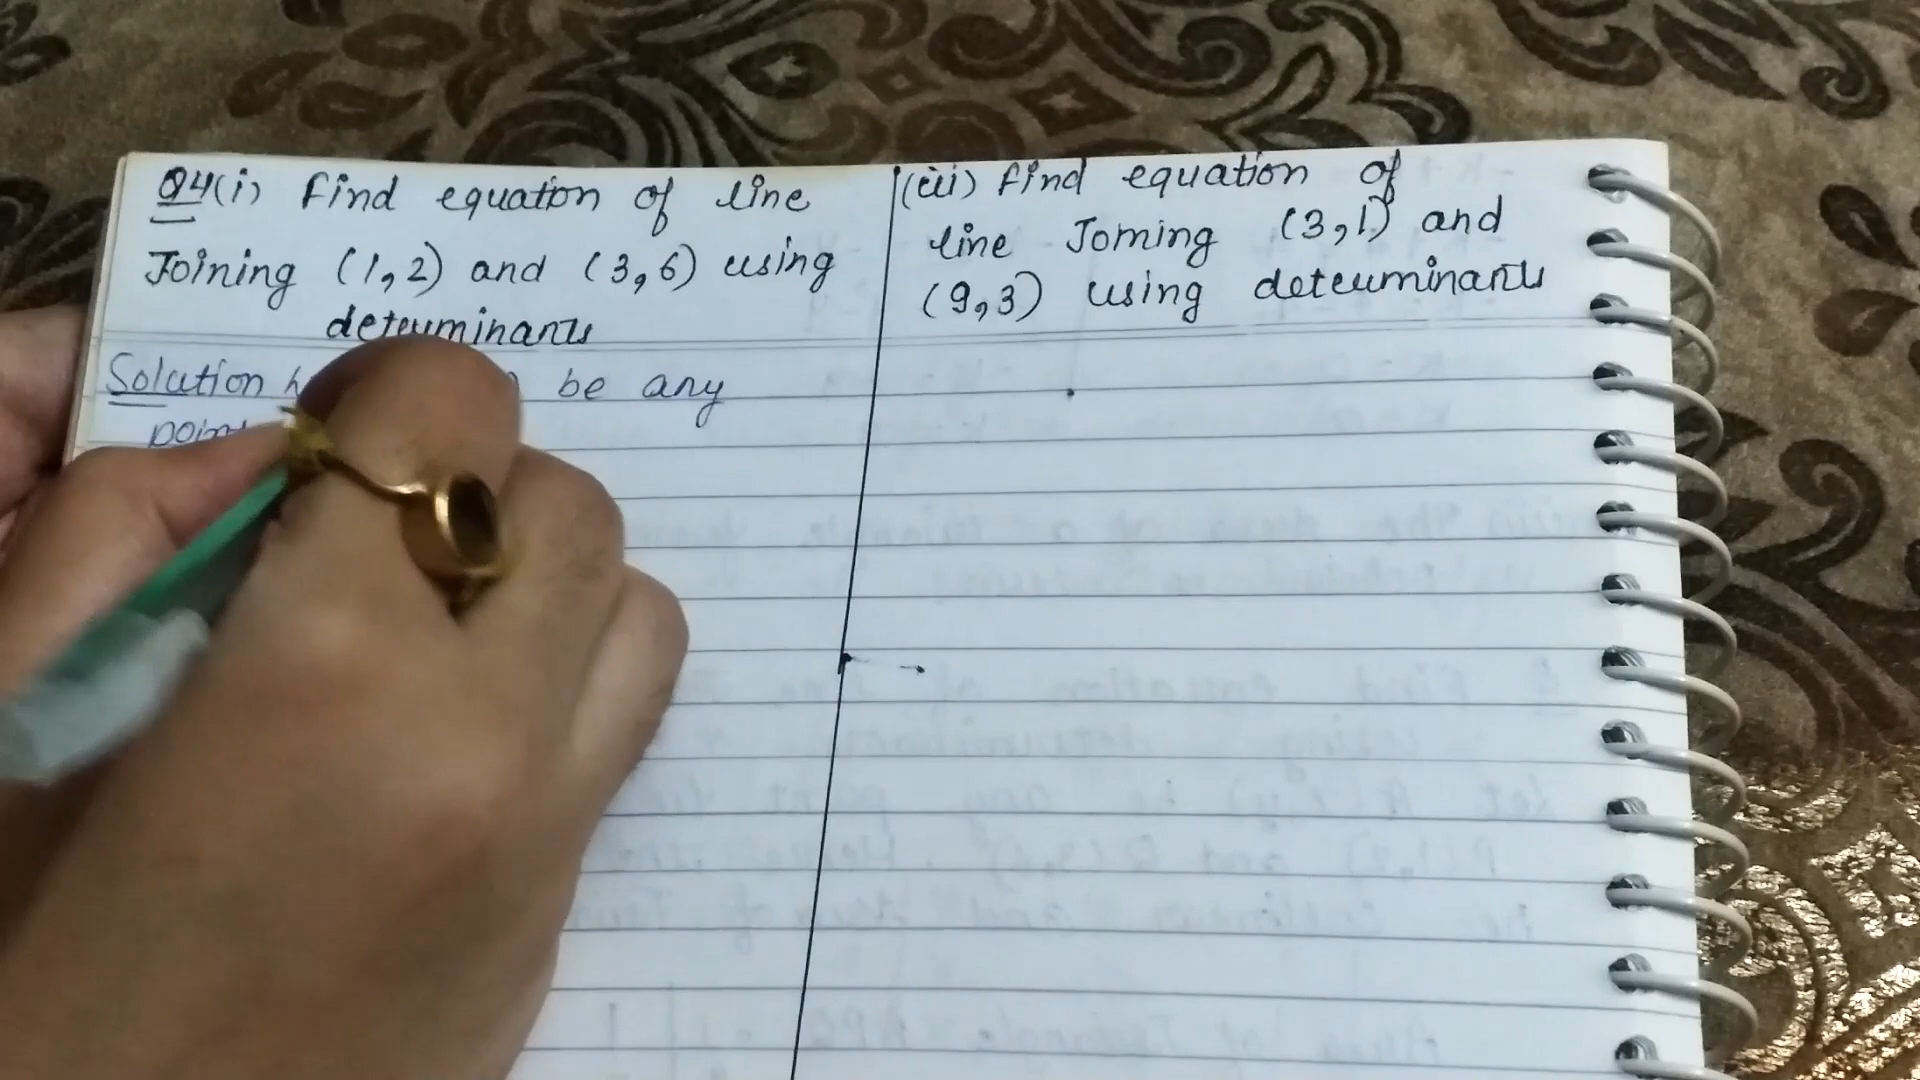 Q4(i) Find equation of line
Joining (1,2) and (3,6) using
determinants
Solution be any
point
(ii) Find equation of
line Joining (3,1) and
(9,3) using determinants